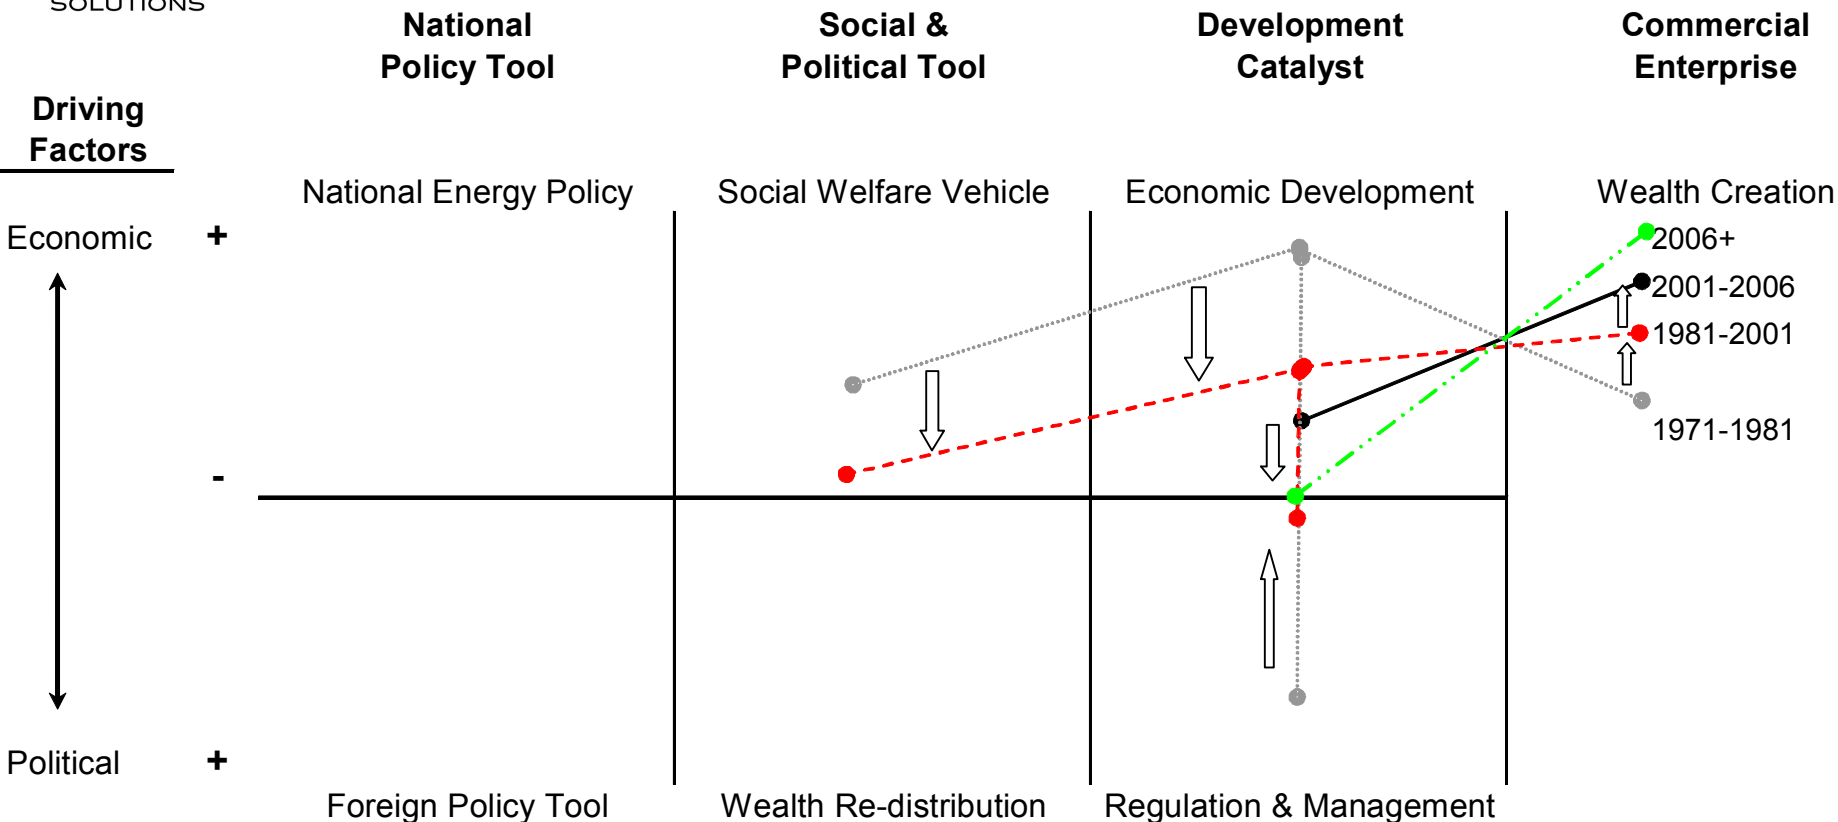 SOLUTIONS
National
Policy Tool
Social &
Political Tool
Development
Catalyst
Commercial
Enterprise
Driving
Factors
National Energy Policy
Social Welfare Vehicle
Economic Development
Wealth Creation
Economic +
2006+
2001-2006
1981-2001
1971-1981
-
Political +
Foreign Policy Tool
Wealth Re-distribution
Regulation & Management